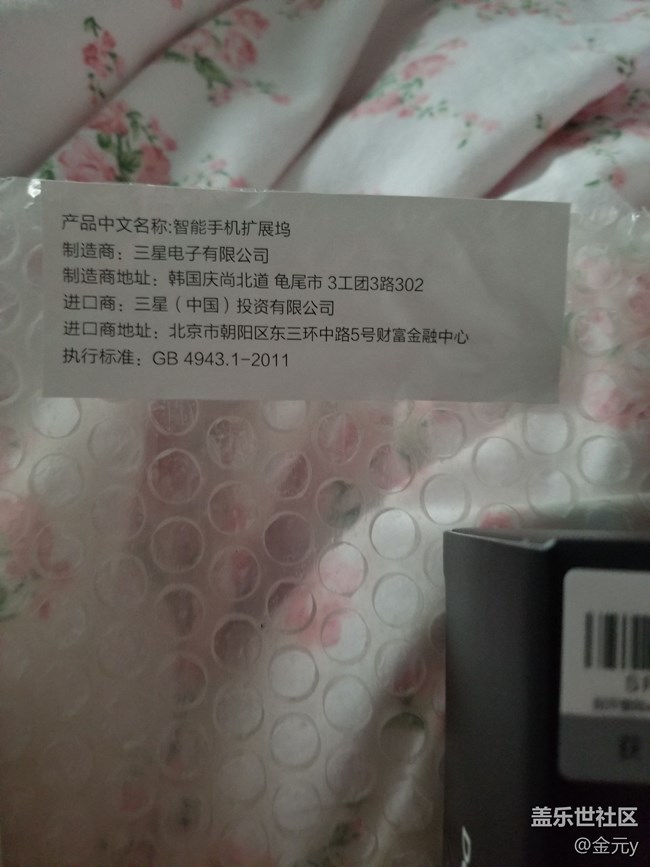 产品中文名称:智能手机扩展坞
制造商：三星电子有限公司
制造商地址：韩国庆尚北道 龟尾市 3工团3路302
进口商：三星（中国）投资有限公司
进口商地址：北京市朝阳区东三环中路5号财富金融中心
执行标准：GB 4943.1-2011
盖乐世社区
@金元y